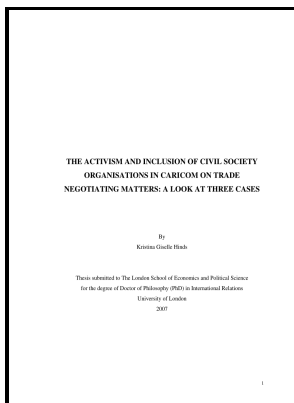 THE ACTIVISM AND INCLUSION OF CIVIL SOCIETY
ORGANISATIONS IN CARICOM ON TRADE
NEGOTIATING MATTERS: A LOOK AT THREE CASES
By
Kristina Giselle Hinds
Thesis submitted to The London School of Economics and Political Science
for the degree of Doctor of Philosophy (PhD) in International Relations
University of London
2007
1